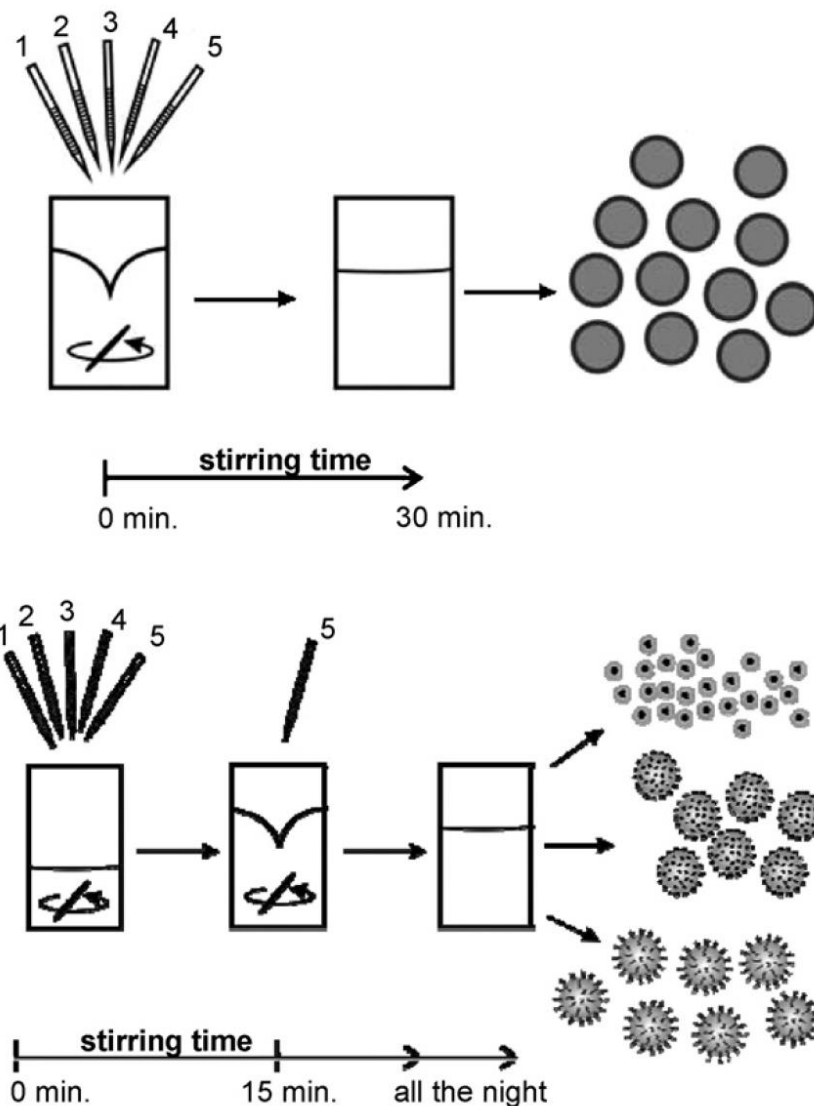 1 2 3 4 5
stirring time
0 min. 30 min.
1 2 3 4 5 5
stirring time
0 min. 15 min. all the night